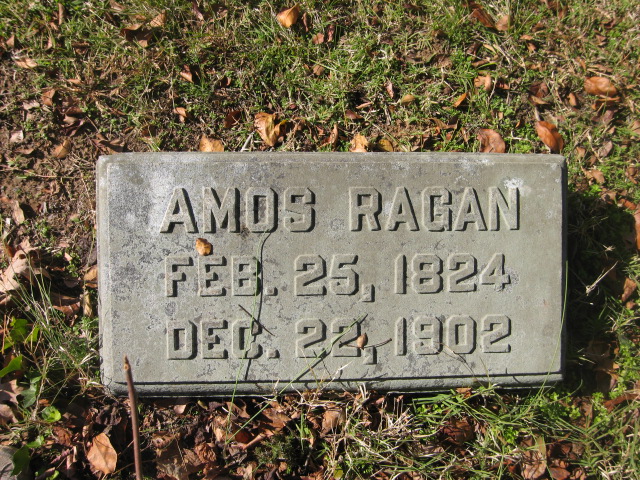 AMOS RAGAN
FEB. 25, 1824
DEC. 22, 1902